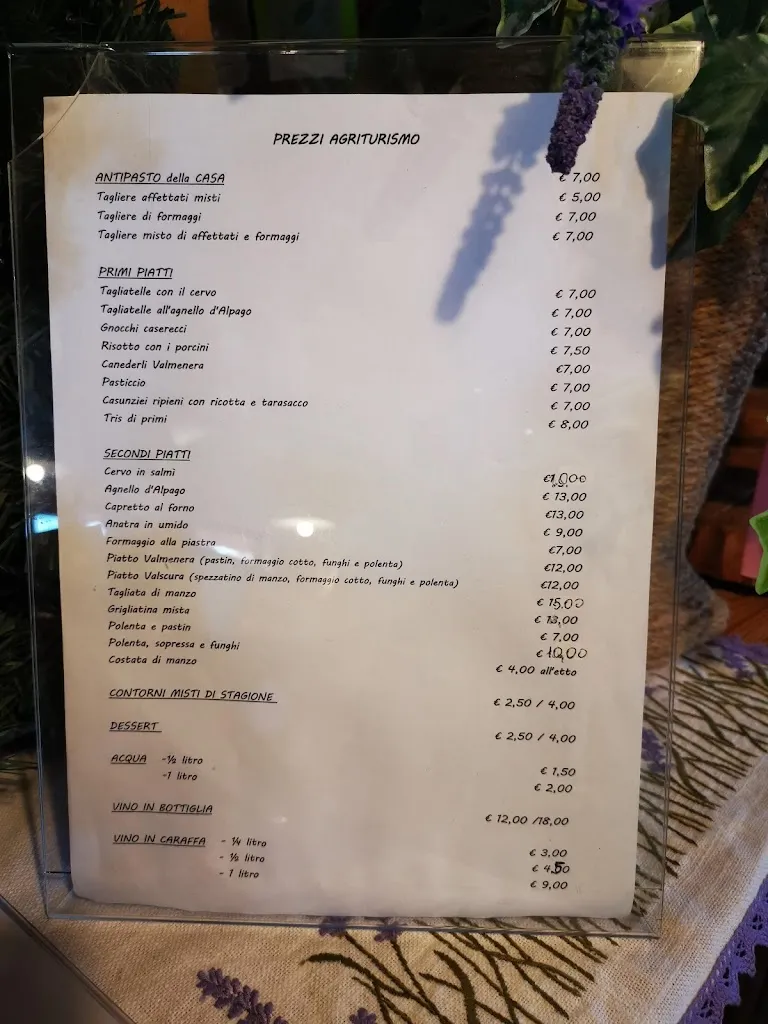 PREZZI AGRITURISMO
ANTIPASTO della CASA € 7,00
Tagliere affettati misti € 5,00
Tagliere di formaggi € 7,00
Tagliere misto di affettati e formaggi € 7,00
PRIMI PIATTI
Tagliatelle con il cervo € 7,00
Tagliatelle all'agnello d'Alpago € 7,00
Gnocchi caserecci € 7,00
Risotto con i porcini € 7,50
Canederli Valmenera €7,00
Pasticcio € 7,00
Casunziei ripieni con ricotta e tarasacco € 7,00
Tris di primi € 8,00
SECONDI PIATTI
Cervo in salmì
Agnello d'Alpago € 13,00
Capretto al forno €13,00
Anatra in umido € 9,00
Formaggio alla piastra €7,00
Piatto Valmenera (pastin, formaggio cotto, funghi e polenta) €12,00
Piatto Valscura (spezzatino di manzo, formaggio cotto, funghi e polenta) €12,00
Tagliata di manzo € 15.00
Grigliatina mista € 13,00
Polenta e pastin € 7,00
Polenta, sopressa e funghi € 10,00
Costata di manzo € 4,00 all'etto
CONTORNI MISTI DI STAGIONE € 2,50 / 4,00
DESSERT € 2,50 / 4,00
ACQUA -½ litro € 1,50
-1 litro € 2,00
VINO IN BOTTIGLIA € 12,00 /18,00
VINO IN CARAFFA - ¼ litro € 3,00
- ½ litro € 4,50
- 1 litro € 9,00